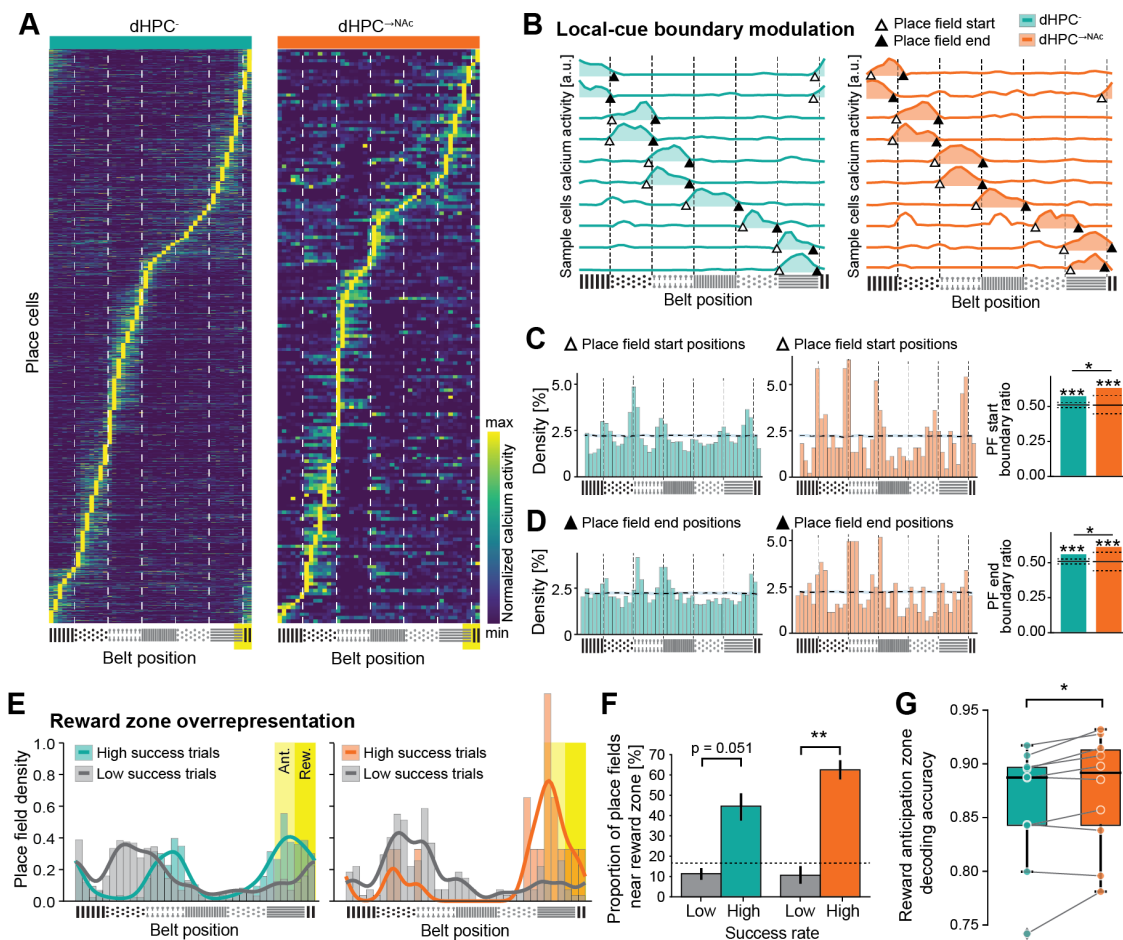 A
dHPC-
dHPC→NAc
Place cells
max
Normalized calcium activity
min
Belt position
Belt position
B
Local-cue boundary modulation
△ Place field start
▲ Place field end
dHPC-
dHPC→NAc
Sample cells calcium activity [a.u.]
Sample cells calcium activity [a.u.]
Belt position
Belt position
C
△ Place field start positions
△ Place field start positions
Density [%]
5.0
2.5
0
5.0
2.5
0
PF start
boundary ratio
0.50
0.25
0.00
*
***
***
D
▲ Place field end positions
▲ Place field end positions
Density [%]
5.0
2.5
0
5.0
2.5
0
PF end
boundary ratio
0.50
0.25
0.00
*
***
***
E
Reward zone overrepresentation
High success trials
Low success trials
Ant.
Rew.
High success trials
Low success trials
Place field density
1.0
0.8
0.6
0.4
0.2
0.0
Belt position
Belt position
F
Proportion of place fields
near reward zone [%]
70
60
50
40
30
20
10
0
p = 0.051
**
Low
High
Low
High
Success rate
G
Reward anticipation zone
decoding accuracy
0.95
0.90
0.85
0.80
0.75
*